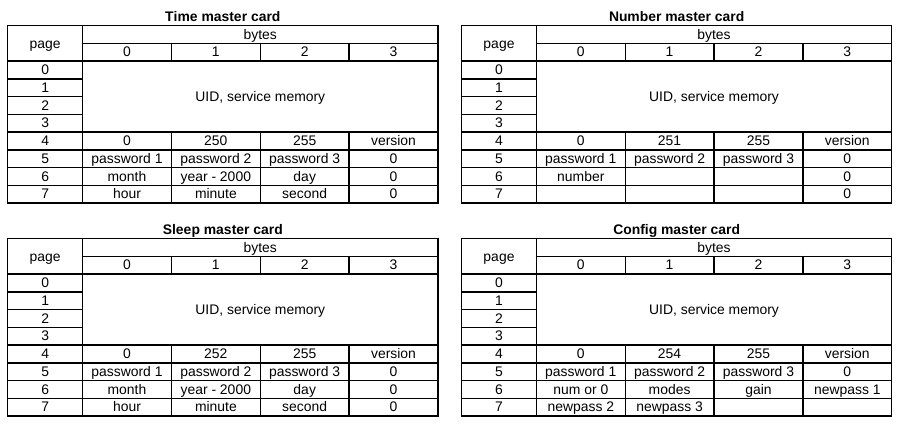 Time master card
page bytes
0 1 2 3
0
1
2
3
UID, service memory
4 0 250 255 version
5 password 1 password 2 password 3 0
6 month year - 2000 day 0
7 hour minute second 0
Number master card
page bytes
0 1 2 3
0
1
2
3
UID, service memory
4 0 251 255 version
5 password 1 password 2 password 3 0
6 number 0
7 0
Sleep master card
page bytes
0 1 2 3
0
1
2
3
UID, service memory
4 0 252 255 version
5 password 1 password 2 password 3 0
6 month year - 2000 day 0
7 hour minute second 0
Config master card
page bytes
0 1 2 3
0
1
2
3
UID, service memory
4 0 254 255 version
5 password 1 password 2 password 3 0
6 num or 0 modes gain newpass 1
7 newpass 2 newpass 3